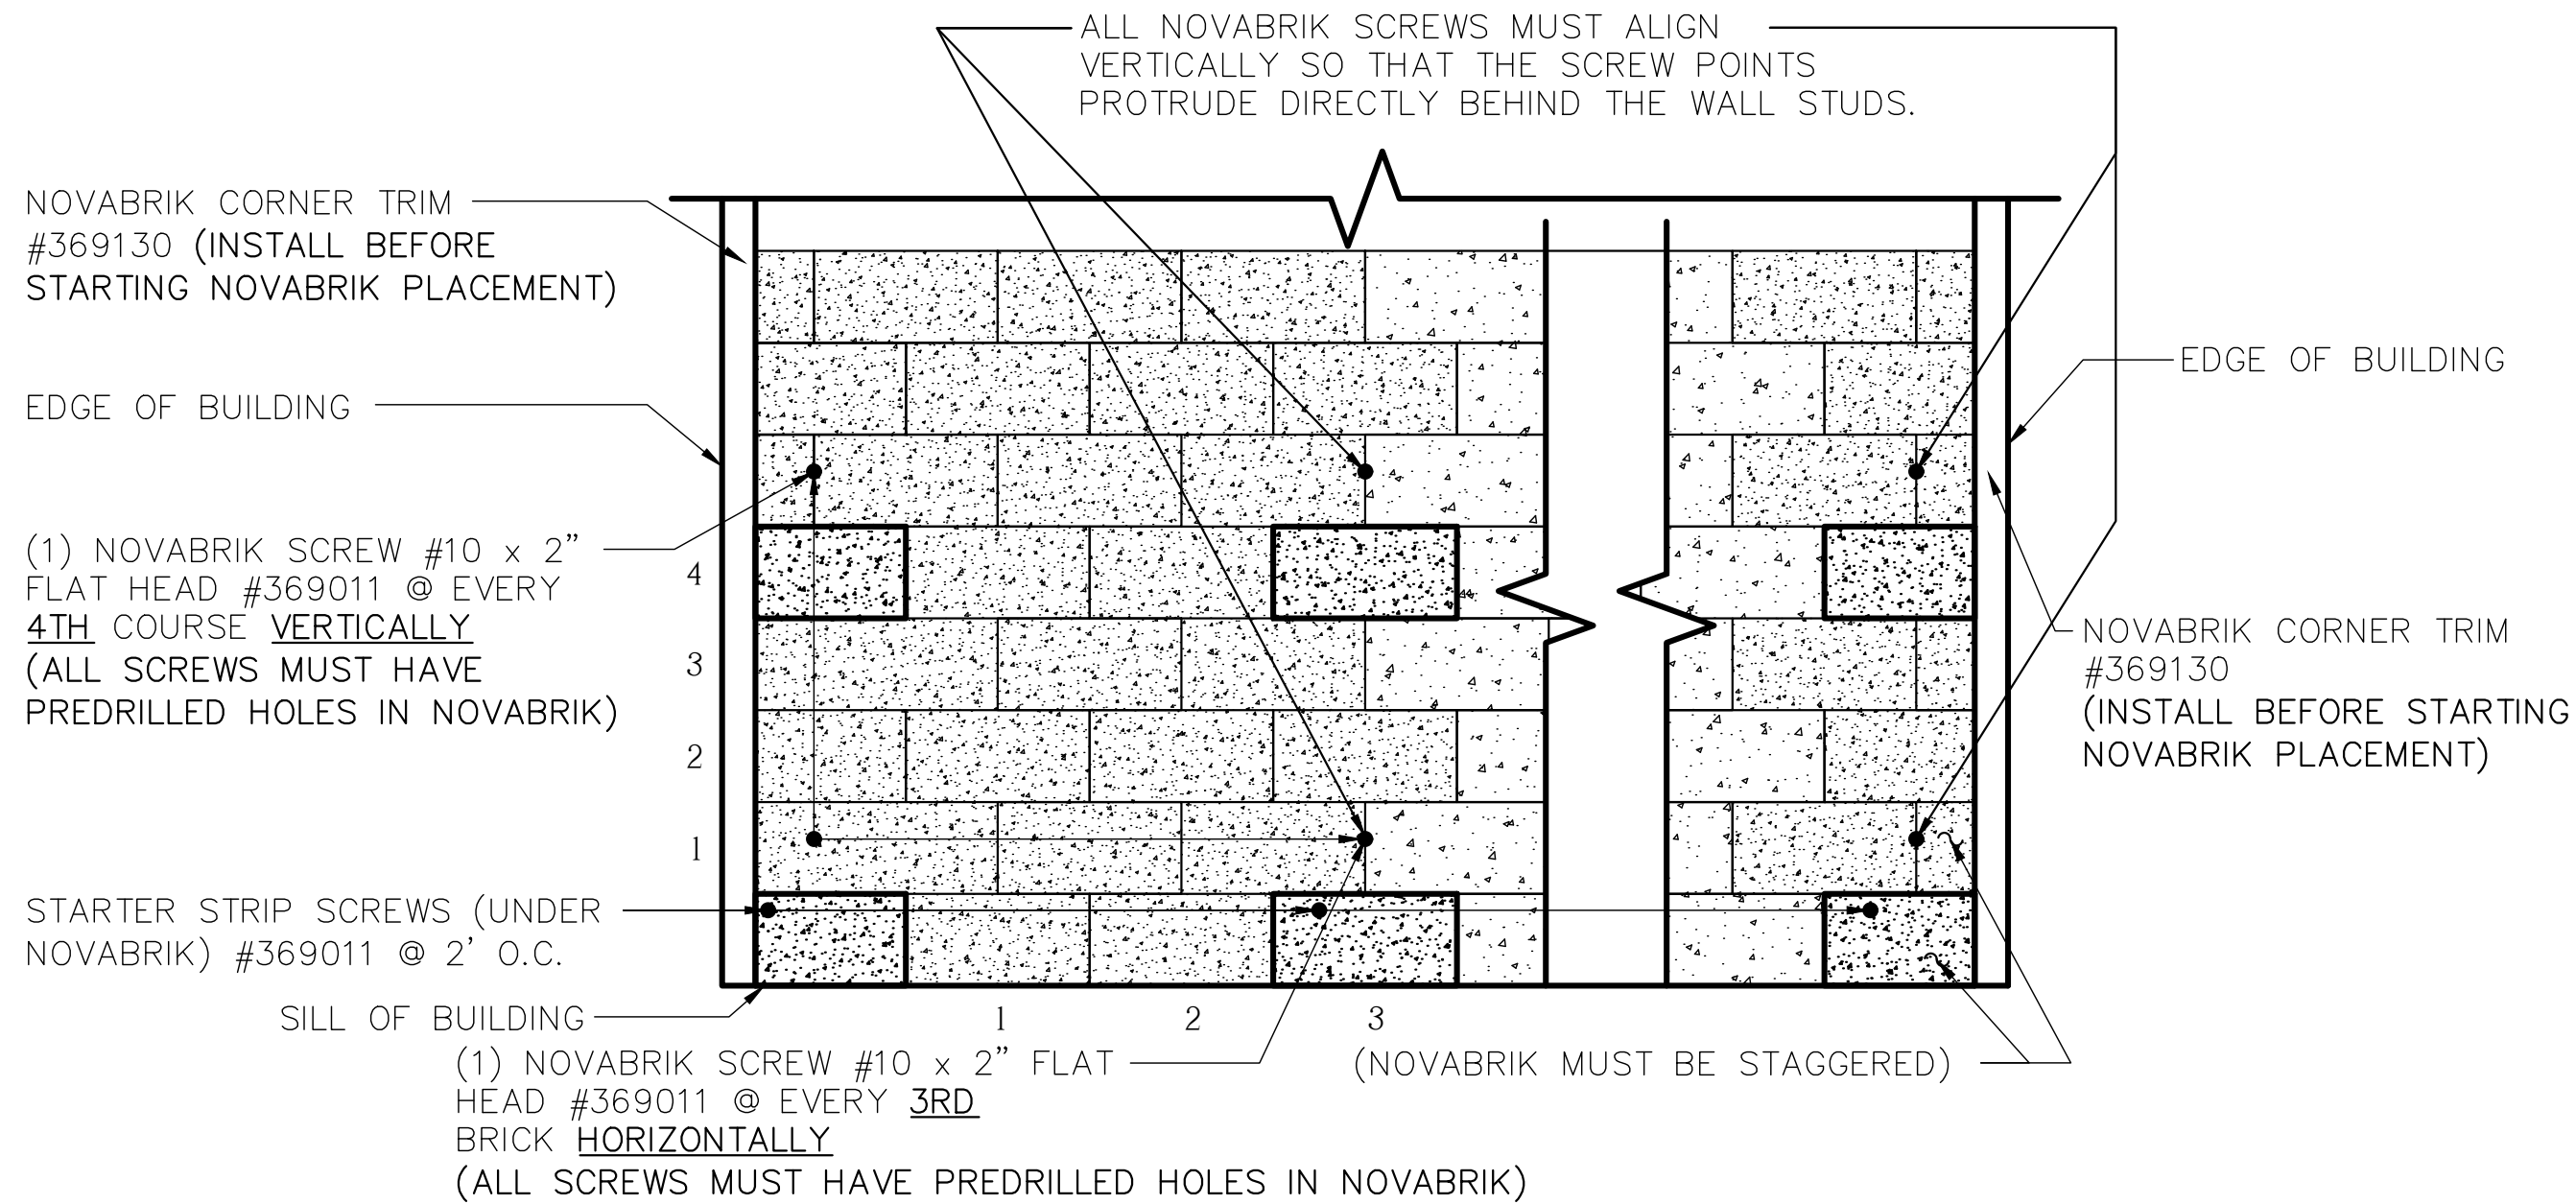 ALL NOVABRIK SCREWS MUST ALIGN
VERTICALLY SO THAT THE SCREW POINTS
PROTRUDE DIRECTLY BEHIND THE WALL STUDS.
NOVABRIK CORNER TRIM
#369130 (INSTALL BEFORE
STARTING NOVABRIK PLACEMENT)
EDGE OF BUILDING
EDGE OF BUILDING
(1) NOVABRIK SCREW #10 x 2”
FLAT HEAD #369011 @ EVERY
4TH COURSE VERTICALLY
(ALL SCREWS MUST HAVE
PREDRILLED HOLES IN NOVABRIK)
4
3
2
1
NOVABRIK CORNER TRIM
#369130
(INSTALL BEFORE STARTING
NOVABRIK PLACEMENT)
STARTER STRIP SCREWS (UNDER
NOVABRIK) #369011 @ 2’ O.C.
SILL OF BUILDING
1 2 3
(1) NOVABRIK SCREW #10 x 2” FLAT
HEAD #369011 @ EVERY 3RD
BRICK HORIZONTALLY
(ALL SCREWS MUST HAVE PREDRILLED HOLES IN NOVABRIK)
(NOVABRIK MUST BE STAGGERED)